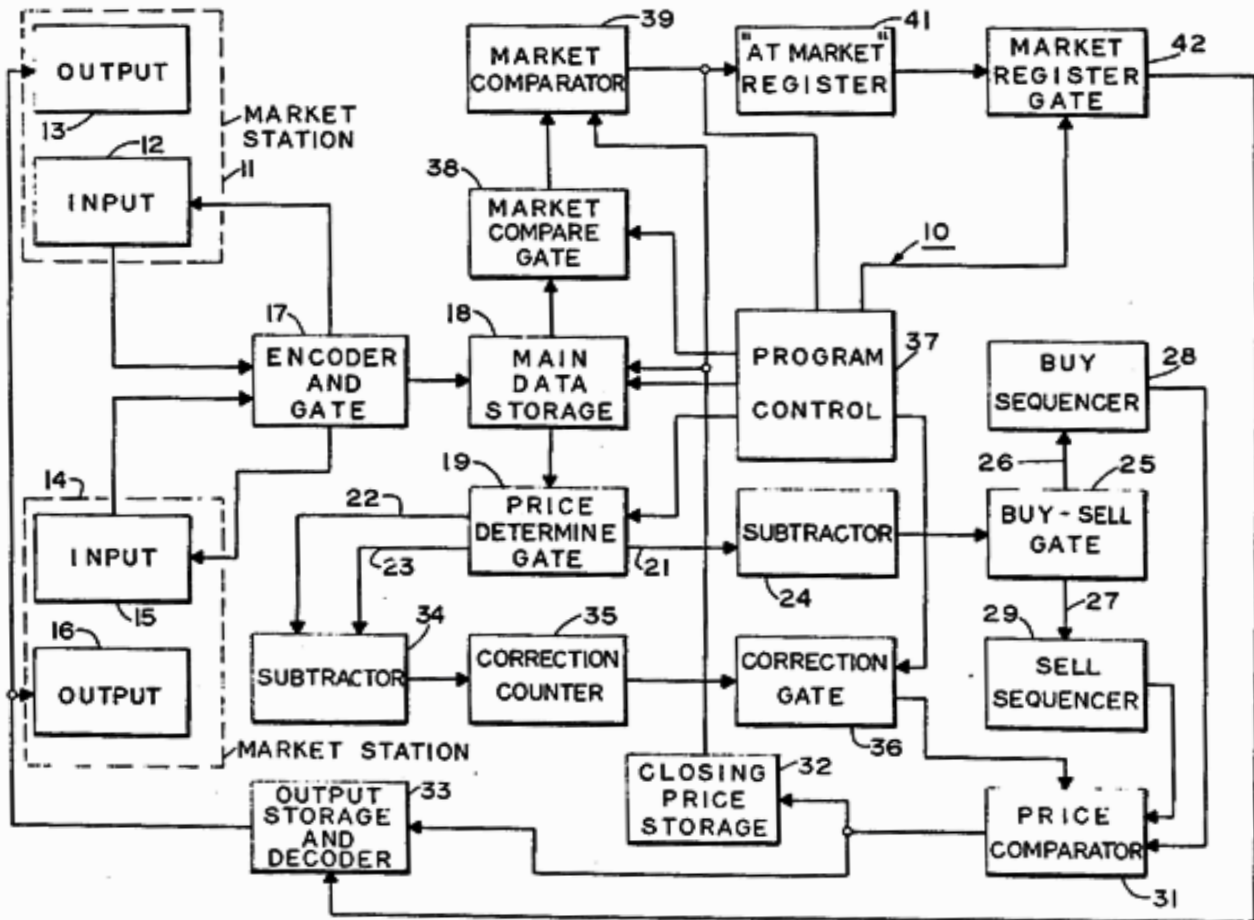 39
41
MARKET
COMPARATOR
"AT MARKET"
REGISTER
MARKET
REGISTER
GATE
42
OUTPUT
13
MARKET
STATION
12
11
INPUT
38
MARKET
COMPARE
GATE
10
17
ENCODER
AND
GATE
18
MAIN
DATA
STORAGE
PROGRAM
CONTROL
37
BUY
SEQUENCER
28
26
25
14
INPUT
15
22
19
PRICE
DETERMINE
GATE
23
21
SUBTRACTOR
24
BUY-SELL
GATE
27
16
OUTPUT
34
SUBTRACTOR
35
CORRECTION
COUNTER
CORRECTION
GATE
36
29
SELL
SEQUENCER
MARKET STATION
33
OUTPUT
STORAGE
AND
DECODER
32
CLOSING
PRICE
STORAGE
PRICE
COMPARATOR
31